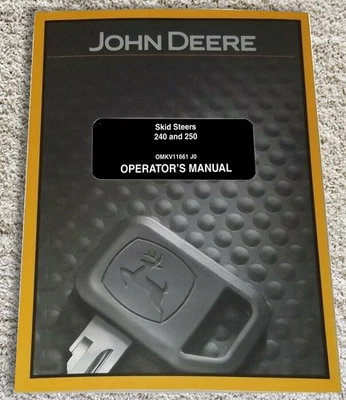 JOHN DEERE
Skid Steers
240 and 250
OMKV11661 J0
OPERATOR'S MANUAL